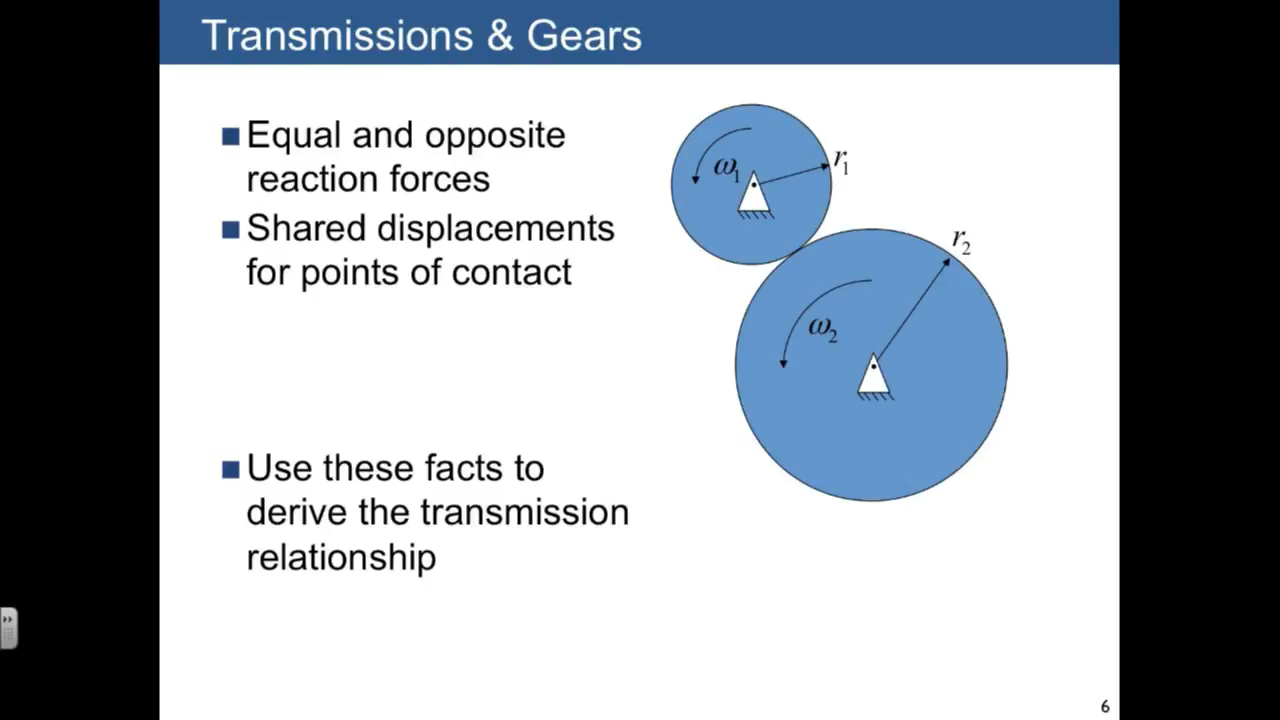 Transmissions & Gears
Equal and opposite
reaction forces
Shared displacements
for points of contact
Use these facts to
derive the transmission
relationship
ω₁
r₁
r₂
ω₂
6